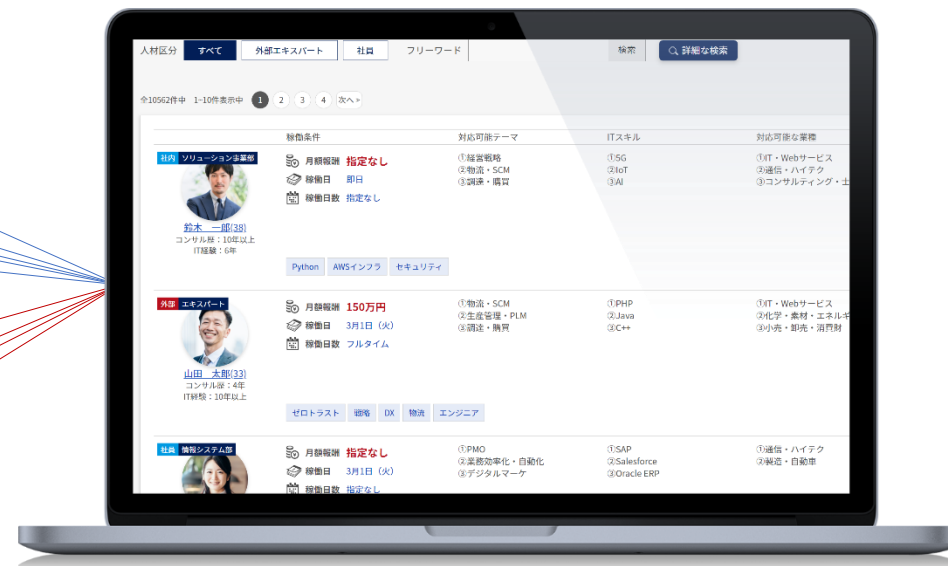 人材区分 すべて 外部エキスパート 社員 フリーワード 検索 詳細な検索
全10562件中 1-10件表示中 1 2 3 4 次へ »
稼働条件 対応可能テーマ ITスキル 対応可能な業種
社内 ソリューション事業部
月額報酬 指定なし
稼働日 即日
稼働日数 指定なし
①経営戦略
②物流・SCM
③調達・購買
①5G
②IoT
③AI
①IT・Webサービス
②通信・ハイテク
③コンサルティング・士
鈴木 一郎(38)
コンサル歴：10年以上
IT経験：6年
Python AWSインフラ セキュリティ
外部 エキスパート
月額報酬 150万円
稼働日 3月1日（火）
稼働日数 フルタイム
①物流・SCM
②生産管理・PLM
③調達・購買
①PHP
②Java
③C++
①IT・Webサービス
②化学・素材・エネルギ
③小売・卸売・消費財
山田 太郎(33)
コンサル歴：4年
IT経験：10年以上
ゼロトラスト 戦略 DX 物流 エンジニア
社員 情報システム部
月額報酬 指定なし
稼働日 3月1日（火）
稼働日数 指定なし
①PMO
②業務効率化・自動化
③デジタルマーケ
①SAP
②Salesforce
③Oracle ERP
①通信・ハイテク
②製造・自動車